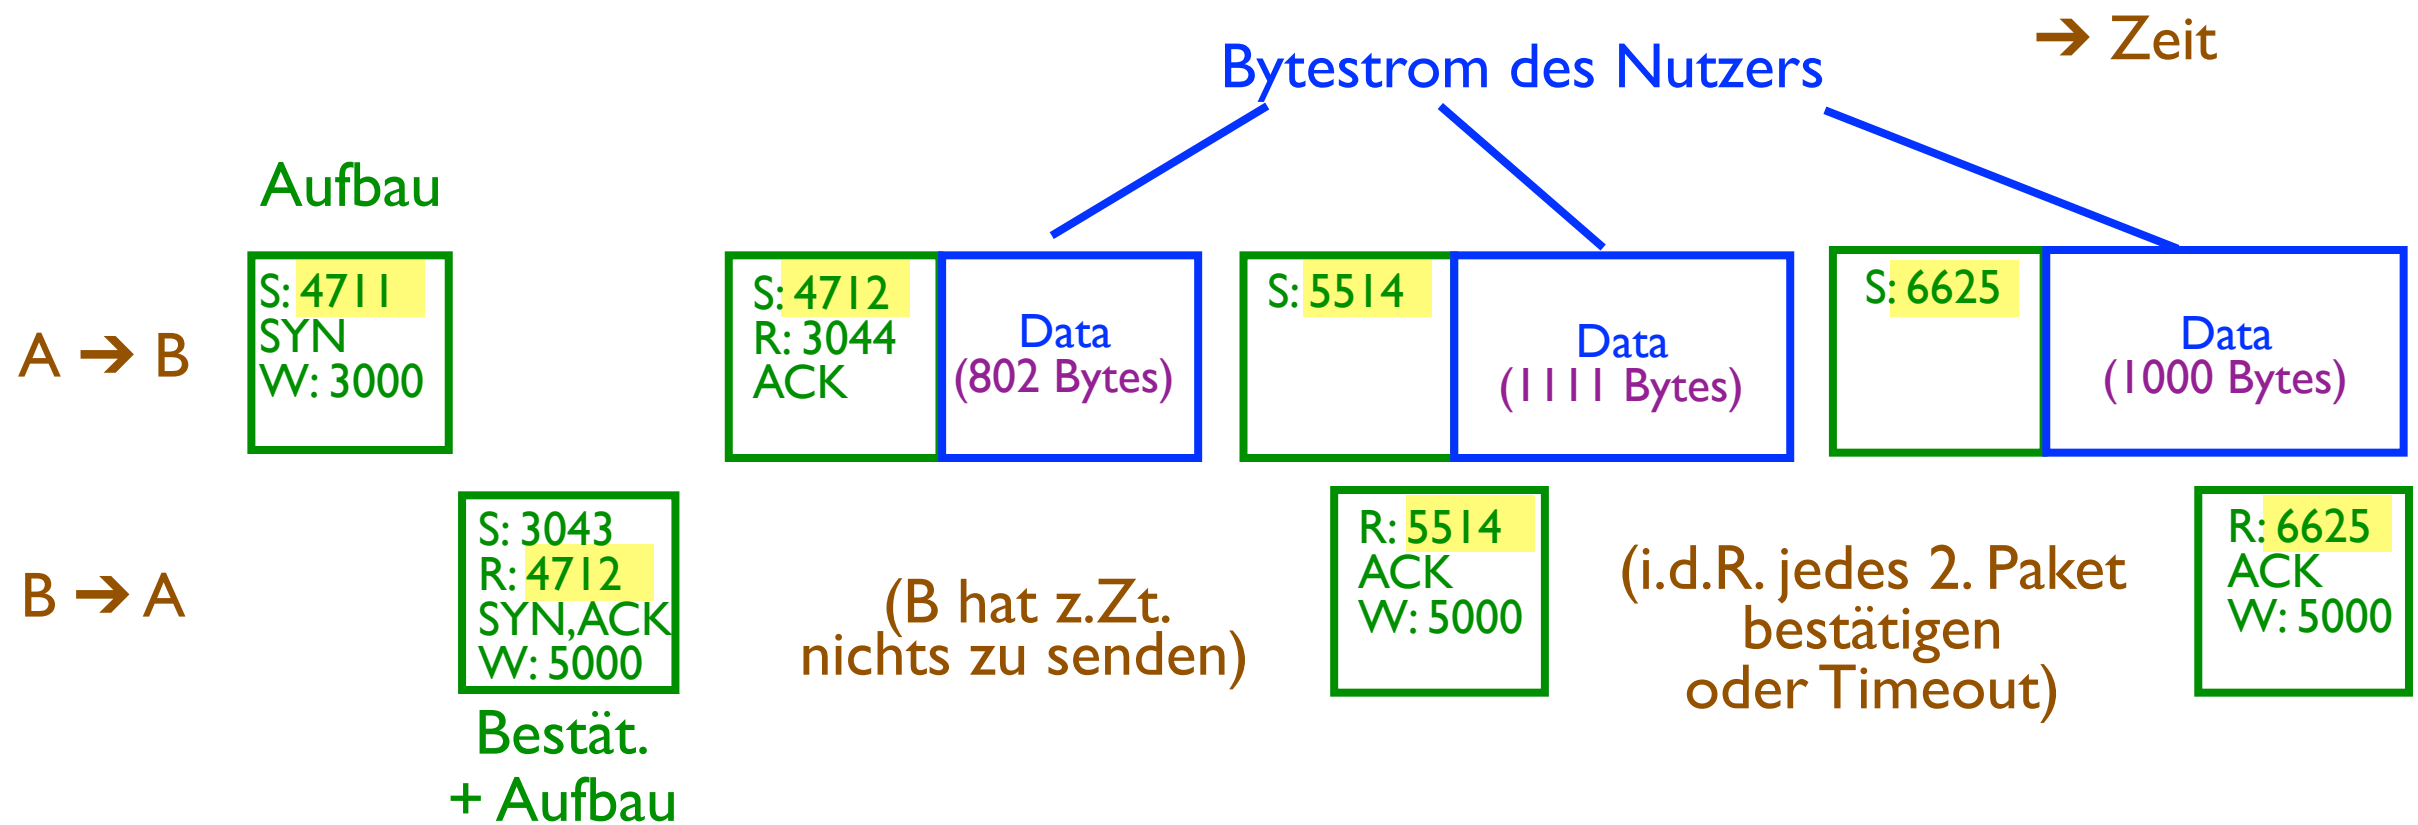 ➔ Zeit
Bytestrom des Nutzers
Aufbau
A ➔ B
S: 4711
SYN
W: 3000
S: 4712
R: 3044
ACK
Data
(802 Bytes)
S: 5514
Data
(1111 Bytes)
S: 6625
Data
(1000 Bytes)
B ➔ A
S: 3043
R: 4712
SYN,ACK
W: 5000
Bestät.
+ Aufbau
(B hat z.Zt.
nichts zu senden)
R: 5514
ACK
W: 5000
(i.d.R. jedes 2. Paket
bestätigen
oder Timeout)
R: 6625
ACK
W: 5000